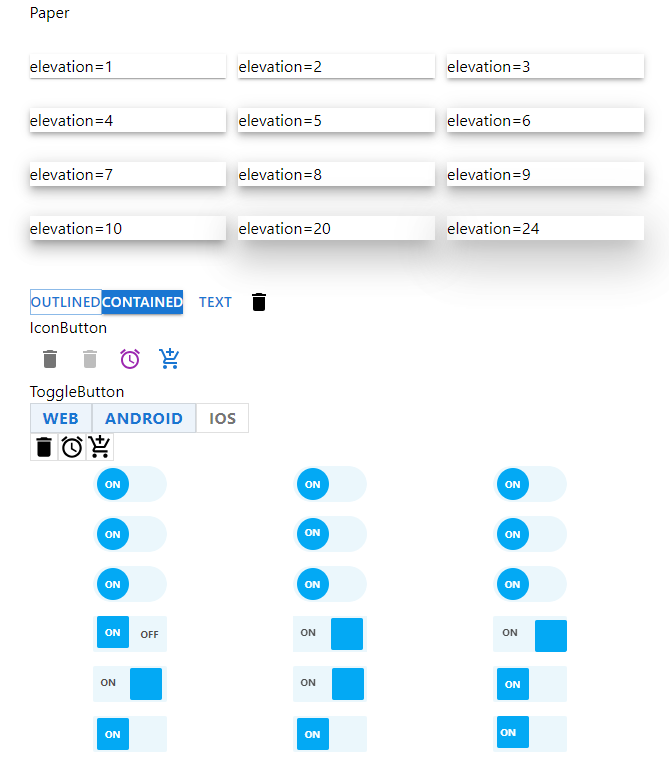 Paper
elevation=1 elevation=2 elevation=3
elevation=4 elevation=5 elevation=6
elevation=7 elevation=8 elevation=9
elevation=10 elevation=20 elevation=24
OUTLINED CONTAINED TEXT
IconButton
ToggleButton
WEB ANDROID IOS
ON ON ON
ON ON ON
ON ON ON
ON OFF ON ON
ON ON ON
ON ON ON